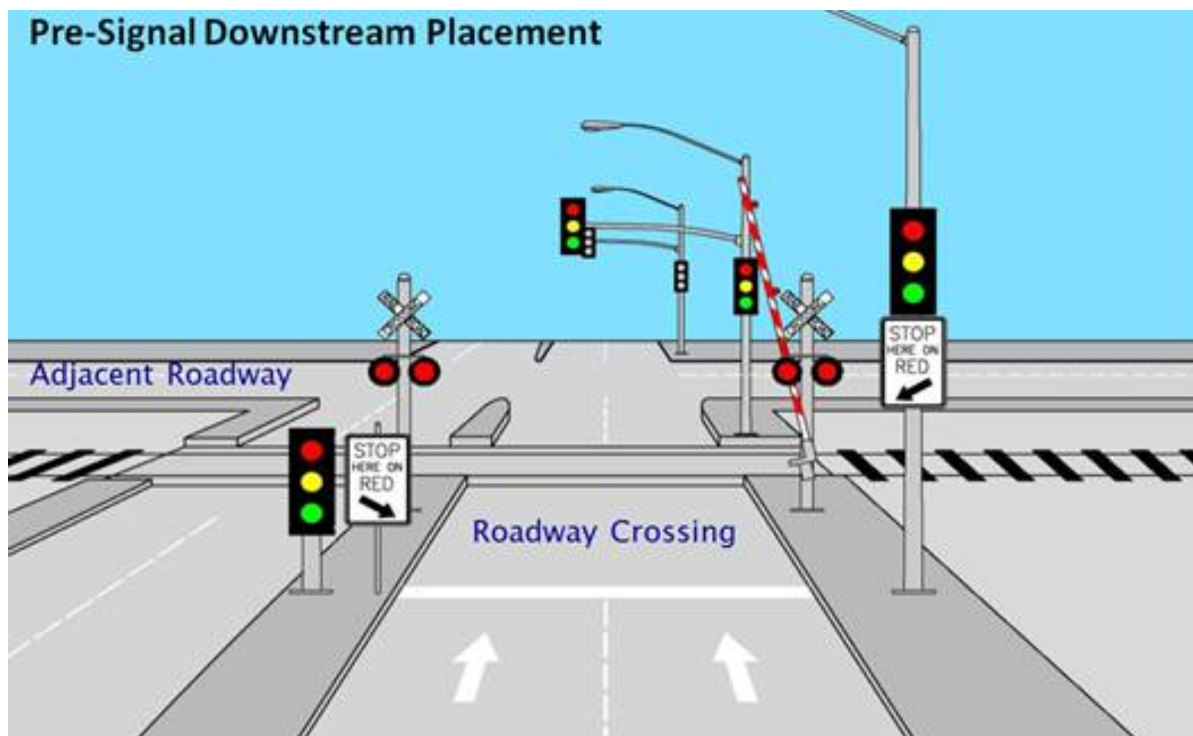 Pre-Signal Downstream Placement
Adjacent Roadway
STOP
HERE ON
RED
STOP
HERE ON
RED
Roadway Crossing